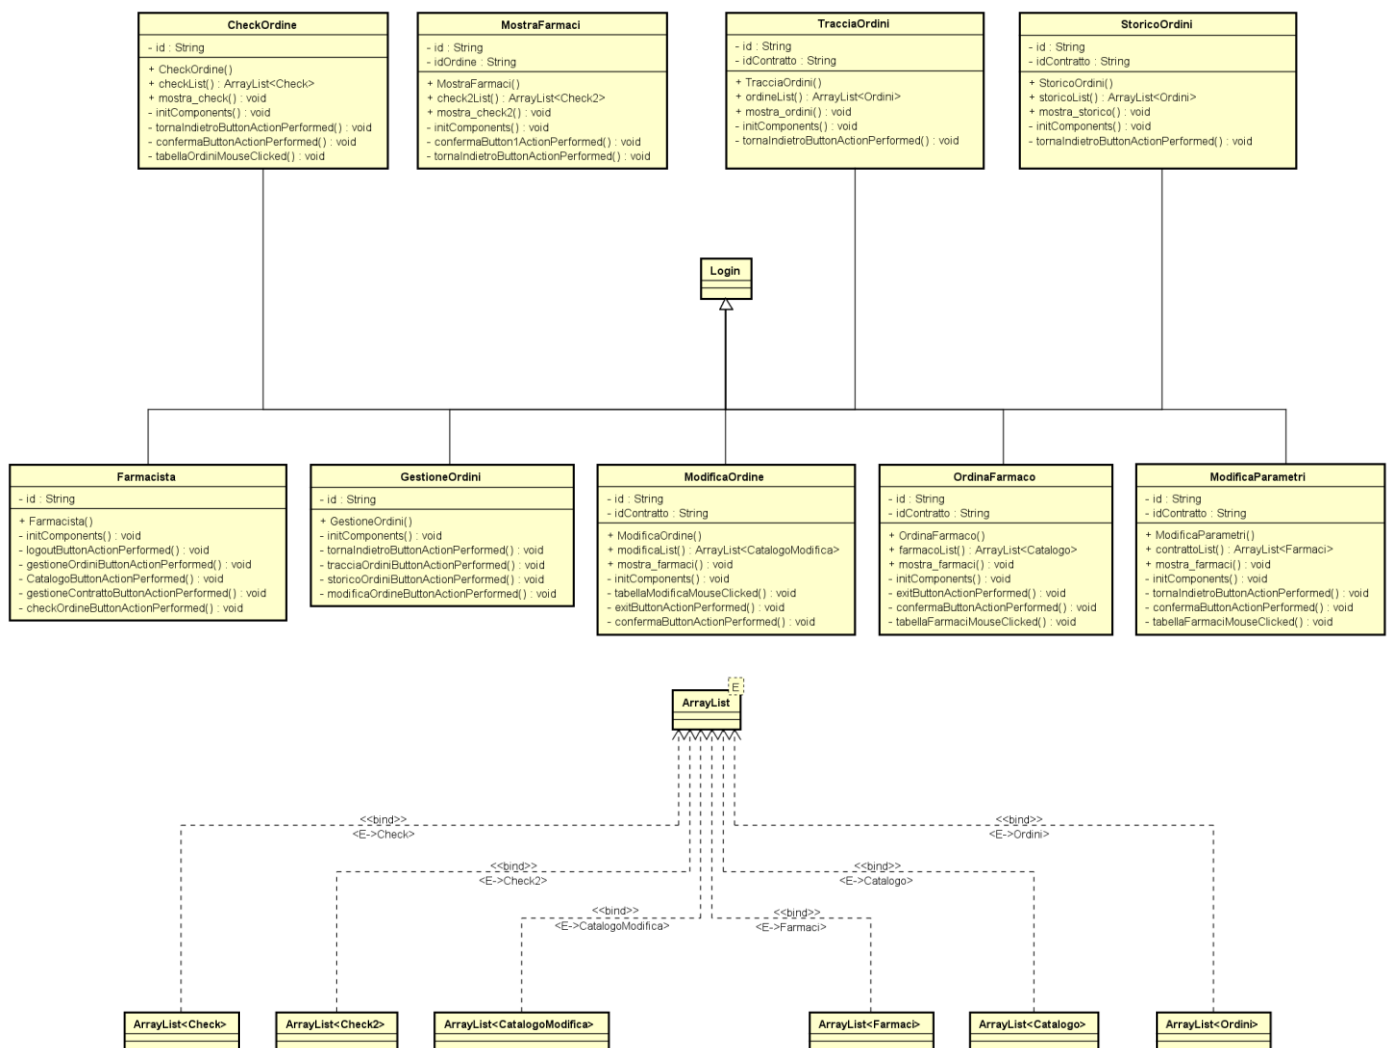 CheckOrdine
- id : String
+ CheckOrdine()
+ checkList() : ArrayList<Check>
+ mostra_check() : void
- initComponents() : void
- tornaIndietroButtonActionPerformed() : void
- confermaButtonActionPerformed() : void
- tabellaOrdiniMouseClicked() : void
MostraFarmaci
- id : String
- idOrdine : String
+ MostraFarmaci()
+ check2List() : ArrayList<Check2>
+ mostra_check2() : void
- initComponents() : void
- confermaButton1ActionPerformed() : void
- tornaIndietroButtonActionPerformed() : void
TracciaOrdini
- id : String
- idContratto : String
+ TracciaOrdini()
+ ordineList() : ArrayList<Ordini>
+ mostra_ordini() : void
- initComponents() : void
- tornaIndietroButtonActionPerformed() : void
StoricoOrdini
- id : String
- idContratto : String
+ StoricoOrdini()
+ storicoList() : ArrayList<Ordini>
+ mostra_storico() : void
- initComponents() : void
- tornaIndietroButtonActionPerformed() : void
Login
Farmacista
- id : String
+ Farmacista()
- initComponents() : void
- logoutButtonActionPerformed() : void
- gestioneOrdiniButtonActionPerformed() : void
- CatalogoButtonActionPerformed() : void
- gestioneContrattoButtonActionPerformed() : void
- checkOrdineButtonActionPerformed() : void
GestioneOrdini
- id : String
+ GestioneOrdini()
- initComponents() : void
- tornaIndietroButtonActionPerformed() : void
- tracciaOrdiniButtonActionPerformed() : void
- storicoOrdiniButtonActionPerformed() : void
- modificaOrdineButtonActionPerformed() : void
ModificaOrdine
- id : String
- idContratto : String
+ ModificaOrdine()
+ modificaList() : ArrayList<CatalogoModifica>
+ mostra_farmaci() : void
- initComponents() : void
- tabellaModificaMouseClicked() : void
- exitButtonActionPerformed() : void
- confermaButtonActionPerformed() : void
OrdinaFarmaco
- id : String
- idContratto : String
+ OrdinaFarmaco()
+ farmacoList() : ArrayList<Catalogo>
+ mostra_farmaci() : void
- initComponents() : void
- exitButtonActionPerformed() : void
- confermaButtonActionPerformed() : void
- tabellaFarmaciMouseClicked() : void
ModificaParametri
- id : String
- idContratto : String
+ ModificaParametri()
+ contrattoList() : ArrayList<Farmaci>
+ mostra_farmaci() : void
- initComponents() : void
- tornaIndietroButtonActionPerformed() : void
- confermaButtonActionPerformed() : void
- tabellaFarmaciMouseClicked() : void
E
ArrayList
<<bind>>
<E->Check>
<<bind>>
<E->Ordini>
<<bind>>
<E->Check2>
<<bind>>
<E->Catalogo>
<<bind>>
<E->CatalogoModifica>
<<bind>>
<E->Farmaci>
ArrayList<Check>
ArrayList<Check2>
ArrayList<CatalogoModifica>
ArrayList<Farmaci>
ArrayList<Catalogo>
ArrayList<Ordini>